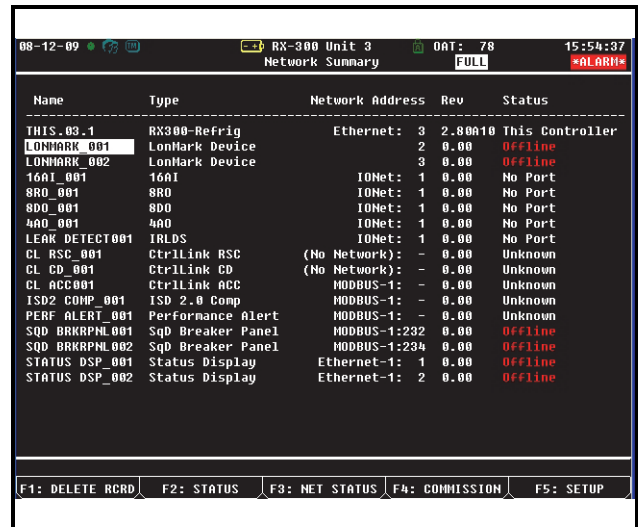 08-12-09 RX-300 Unit 3 OAT: 78 15:54:37
Network Summary FULL *ALARM*
Name Type Network Address Rev Status
THIS.03.1 RX300-Refrig Ethernet: 3 2.80A10 This Controller
LONMARK_001 LonMark Device 2 0.00 Offline
LONMARK_002 LonMark Device 3 0.00 Offline
16AI_001 16AI IONet: 1 0.00 No Port
8RO_001 8RO IONet: 1 0.00 No Port
8DO_001 8DO IONet: 1 0.00 No Port
4AO_001 4AO IONet: 1 0.00 No Port
LEAK DETECT001 IRLDS IONet: 1 0.00 No Port
CL RSC_001 CtrlLink RSC (No Network): - 0.00 Unknown
CL CD_001 CtrlLink CD (No Network): - 0.00 Unknown
CL ACC001 CtrlLink ACC MODBUS-1: - 0.00 Unknown
ISD2 COMP_001 ISD 2.0 Comp MODBUS-1: - 0.00 Unknown
PERF ALERT_001 Performance Alert MODBUS-1: - 0.00 Unknown
SQD BRKRPNL001 SqD Breaker Panel MODBUS-1:232 0.00 Offline
SQD BRKRPNL002 SqD Breaker Panel MODBUS-1:234 0.00 Offline
STATUS DSP_001 Status Display Ethernet-1: 1 0.00 Offline
STATUS DSP_002 Status Display Ethernet-1: 2 0.00 Offline
F1: DELETE RCRD F2: STATUS F3: NET STATUS F4: COMMISSION F5: SETUP